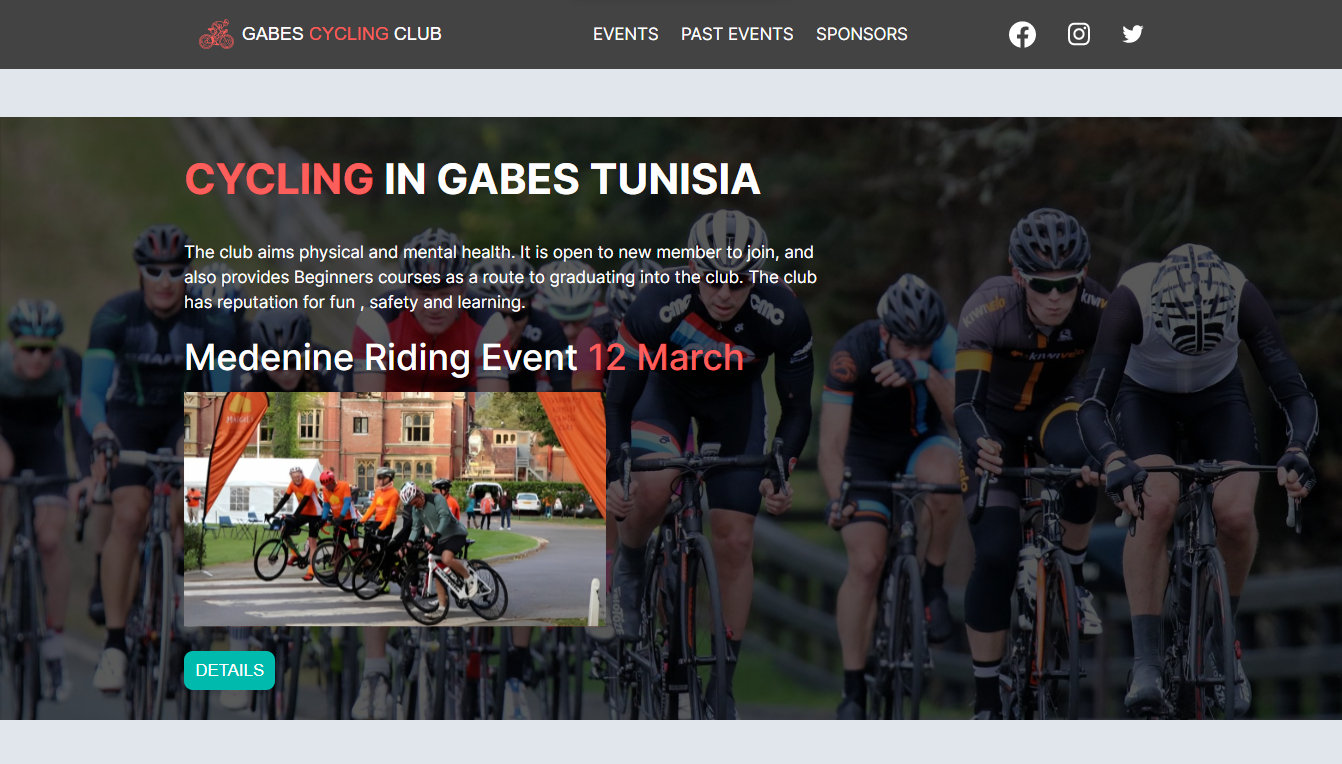 GABES CYCLING CLUB
EVENTS
PAST EVENTS
SPONSORS
CYCLING IN GABES TUNISIA
The club aims physical and mental health. It is open to new member to join, and
also provides Beginners courses as a route to graduating into the club. The club
has reputation for fun , safety and learning.
Medenine Riding Event 12 March
DETAILS